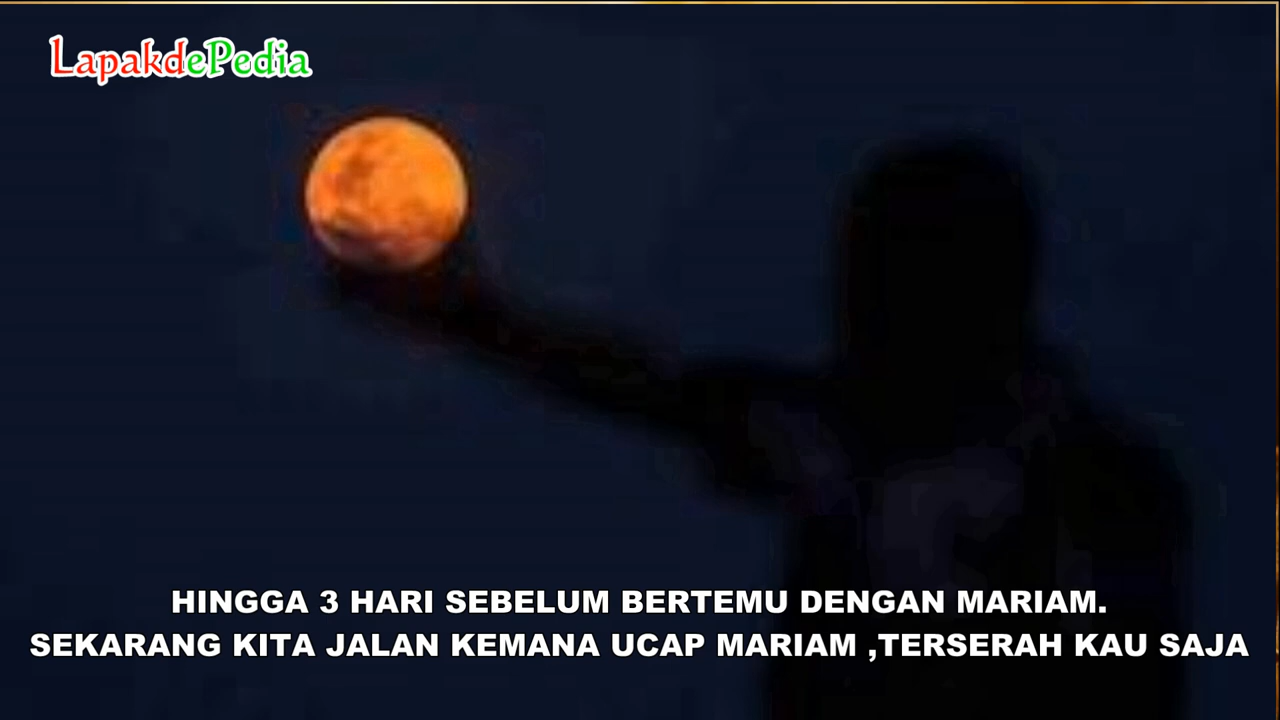 LapakdePedia
HINGGA 3 HARI SEBELUM BERTEMU DENGAN MARIAM.
SEKARANG KITA JALAN KEMANA UCAP MARIAM ,TERSERAH KAU SAJA